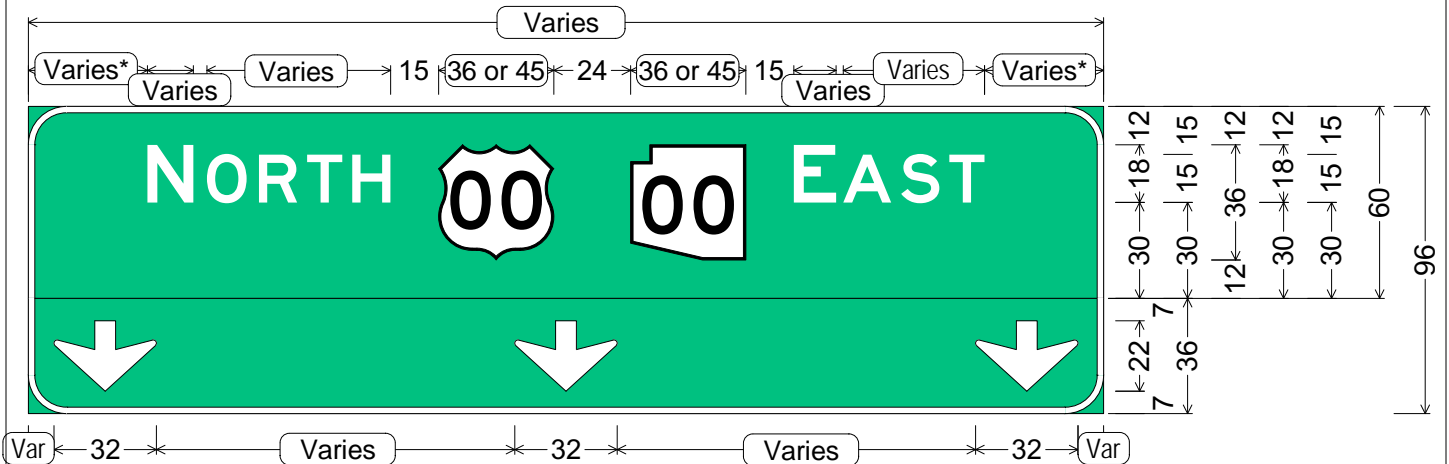 Varies
Varies* Varies 15 36 or 45 24 36 or 45 15 Varies Varies*
Varies Varies
NORTH 00 00 EAST
12 15 12 12 15
18 15 36 18 15 60
30 30 12 30 30 96
7
22 36
7
Var 32 Varies 32 Varies 32 Var